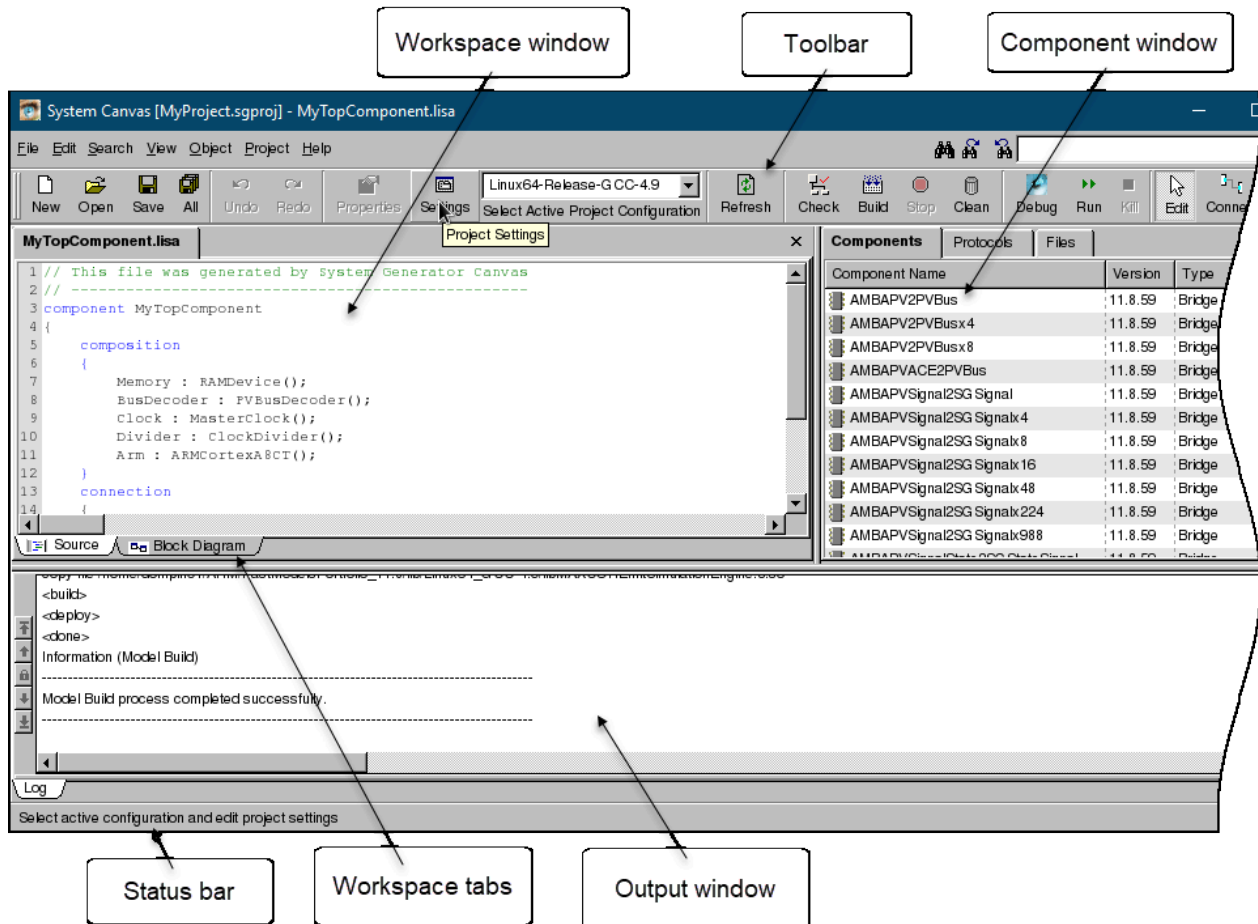 Workspace window
Toolbar
Component window
System Canvas [MyProject.sgproj] - MyTopComponent.lisa
File Edit Search View Object Project Help
New Open Save All Undo Redo Properties Settings Linux64-Release-GCC-4.9 Select Active Project Configuration Refresh Check Build Stop Clean Debug Run Kill Edit Conne
Project Settings
MyTopComponent.lisa
1 // This file was generated by System Generator Canvas
2 // ---------------------------------------------------
3 component MyTopComponent
4 {
5 composition
6 {
7 Memory : RAMDevice();
8 BusDecoder : PVBusDecoder();
9 Clock : MasterClock();
10 Divider : ClockDivider();
11 Arm : ARMCortexA8CT();
12 }
13 connection
14 {
Source Block Diagram
Components Protocols Files
Component Name Version Type
AMBAPV2PVBus 11.8.59 Bridge
AMBAPV2PVBusx4 11.8.59 Bridge
AMBAPV2PVBusx8 11.8.59 Bridge
AMBAPVACE2PVBus 11.8.59 Bridge
AMBAPVSignal2SGSignal 11.8.59 Bridge
AMBAPVSignal2SGSignalx4 11.8.59 Bridge
AMBAPVSignal2SGSignalx8 11.8.59 Bridge
AMBAPVSignal2SGSignalx16 11.8.59 Bridge
AMBAPVSignal2SGSignalx48 11.8.59 Bridge
AMBAPVSignal2SGSignalx224 11.8.59 Bridge
AMBAPVSignal2SGSignalx988 11.8.59 Bridge
<build>
<deploy>
<done>
Information (Model Build)
---------------------------------------------------
Model Build process completed successfully.
---------------------------------------------------
Log
Select active configuration and edit project settings
Status bar
Workspace tabs
Output window